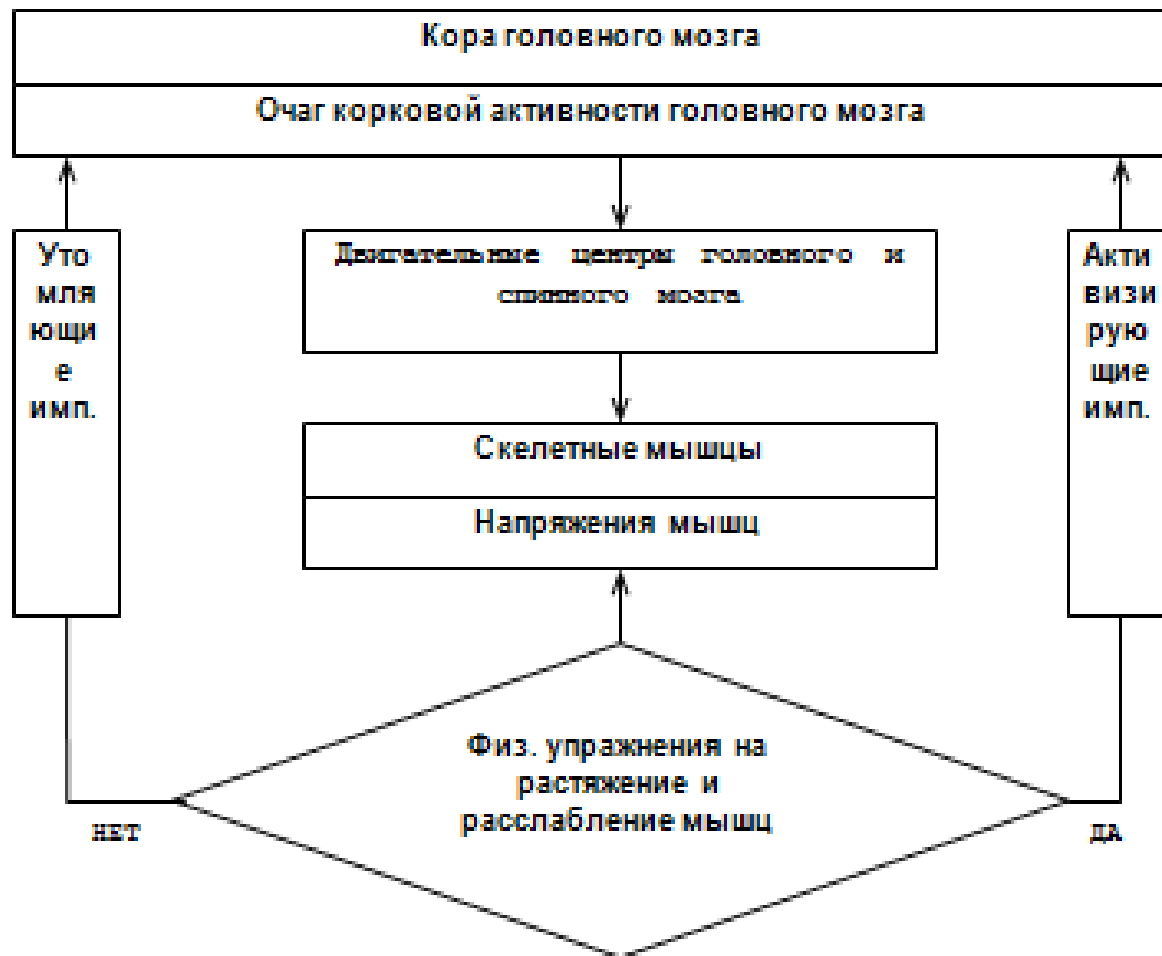 Кора головного мозга
Очаг корковой активности головного мозга
Уто
мля
ющи
е
имп.
Двигательные центры головного и
спинного мозга
Акти
визи
рую
щие
имп.
Скелетные мышцы
Напряжения мышц
Физ. упражнения на
растяжение и
расслабление мышц
НЕТ
ДА